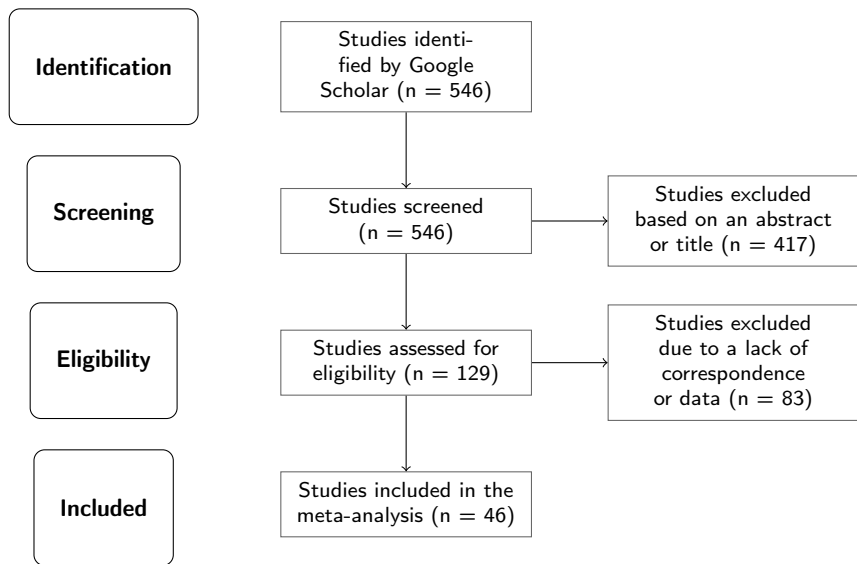 Identification
Studies identi-
fied by Google
Scholar (n = 546)
Screening
Studies screened
(n = 546)
Studies excluded
based on an abstract
or title (n = 417)
Eligibility
Studies assessed for
eligibility (n = 129)
Studies excluded
due to a lack of
correspondence
or data (n = 83)
Included
Studies included in the
meta-analysis (n = 46)